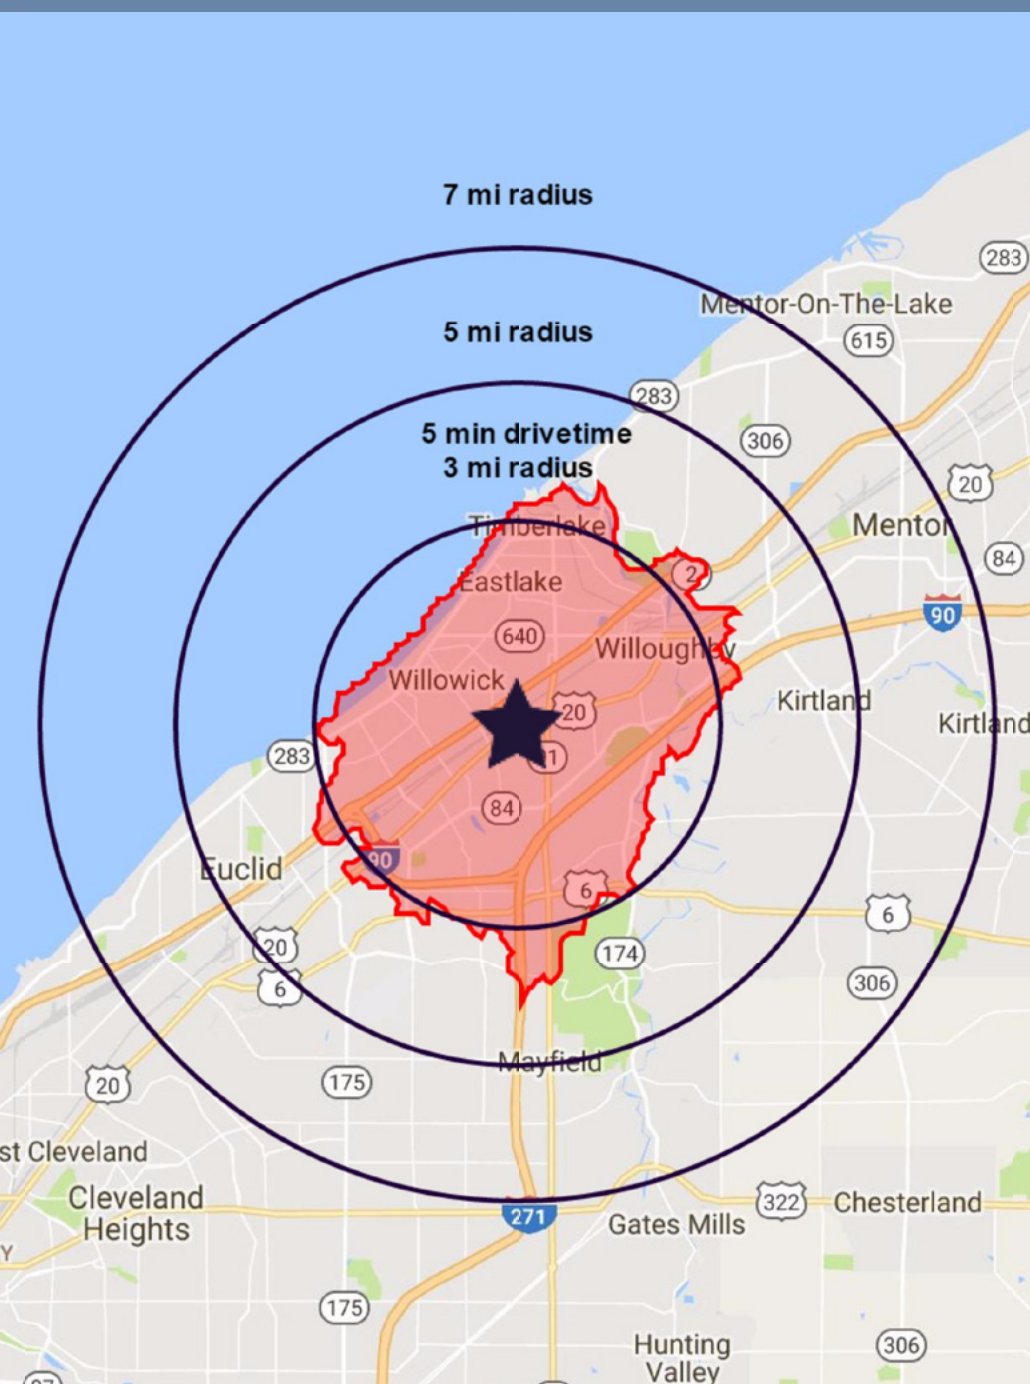 7 mi radius
283
Mentor-On-The-Lake
615
5 mi radius
283
5 min drivetime
306
3 mi radius
20
Timberlake
Mentor
84
Eastlake
2
90
640
Willoughby
Willowick
Kirtland
20
Kirtland
283
84
90
Euclid
6
6
20
174
306
6
Mayfield
175
20
st Cleveland
Cleveland
Heights
322
Chesterland
271
Gates Mills
Y
175
Hunting
Valley
306